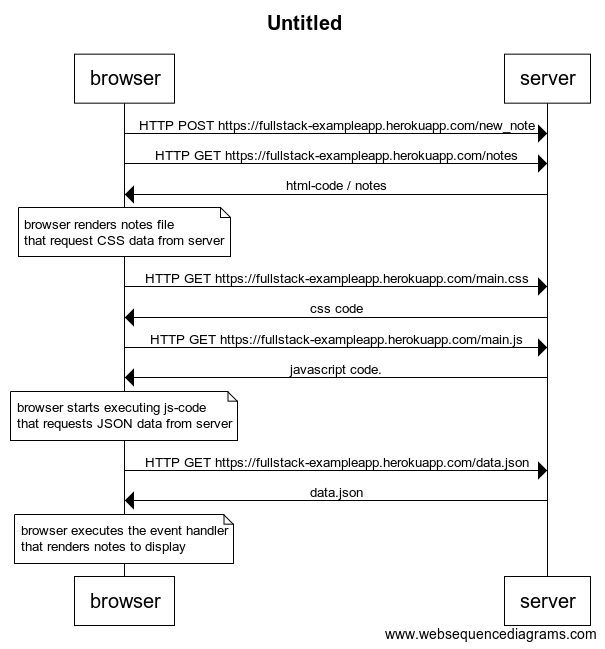 Untitled
browser
server
HTTP POST https://fullstack-exampleapp.herokuapp.com/new_note
HTTP GET https://fullstack-exampleapp.herokuapp.com/notes
html-code / notes
browser renders notes file
that request CSS data from server
HTTP GET https://fullstack-exampleapp.herokuapp.com/main.css
css code
HTTP GET https://fullstack-exampleapp.herokuapp.com/main.js
javascript code.
browser starts executing js-code
that requests JSON data from server
HTTP GET https://fullstack-exampleapp.herokuapp.com/data.json
data.json
browser executes the event handler
that renders notes to display
browser
server
www.websequencediagrams.com